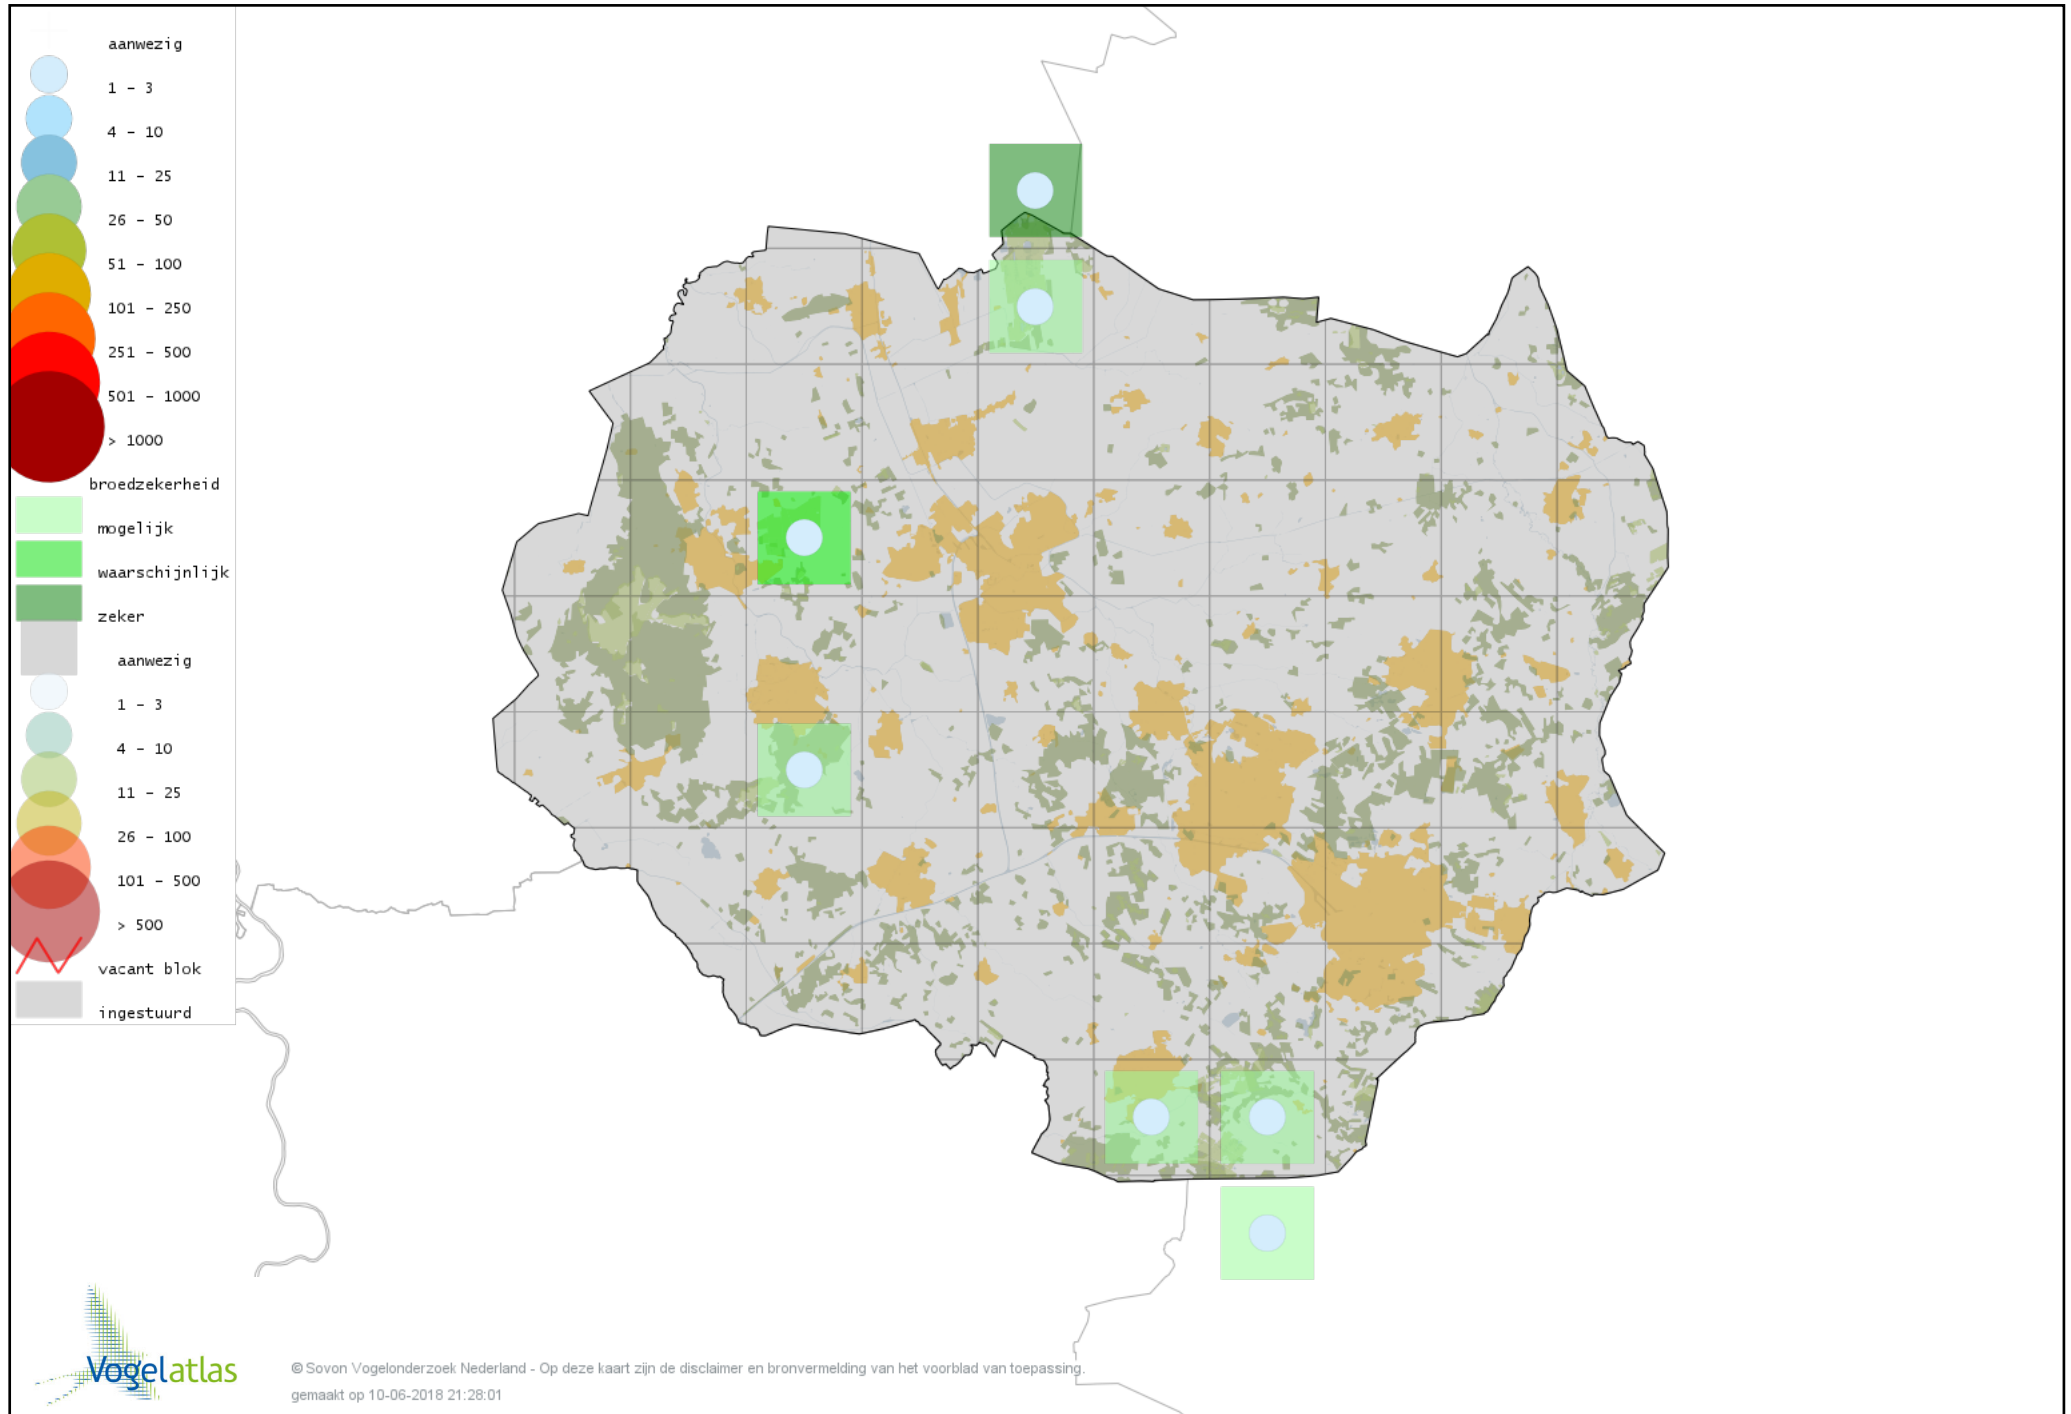 aanwezig
1 - 3
4 - 10
11 - 25
26 - 50
51 - 100
101 - 250
251 - 500
501 - 1000
> 1000
broedzekerheid
mogelijk
waarschijnlijk
zeker
aanwezig
1 - 3
4 - 10
11 - 25
26 - 100
101 - 500
> 500
vacant blok
ingestuurd
Vogelatlas
© Sovon Vogelonderzoek Nederland - Op deze kaart zijn de disclaimer en bronvermelding van het voorblad van toepassing.
gemaakt op 10-06-2018 21:28:01